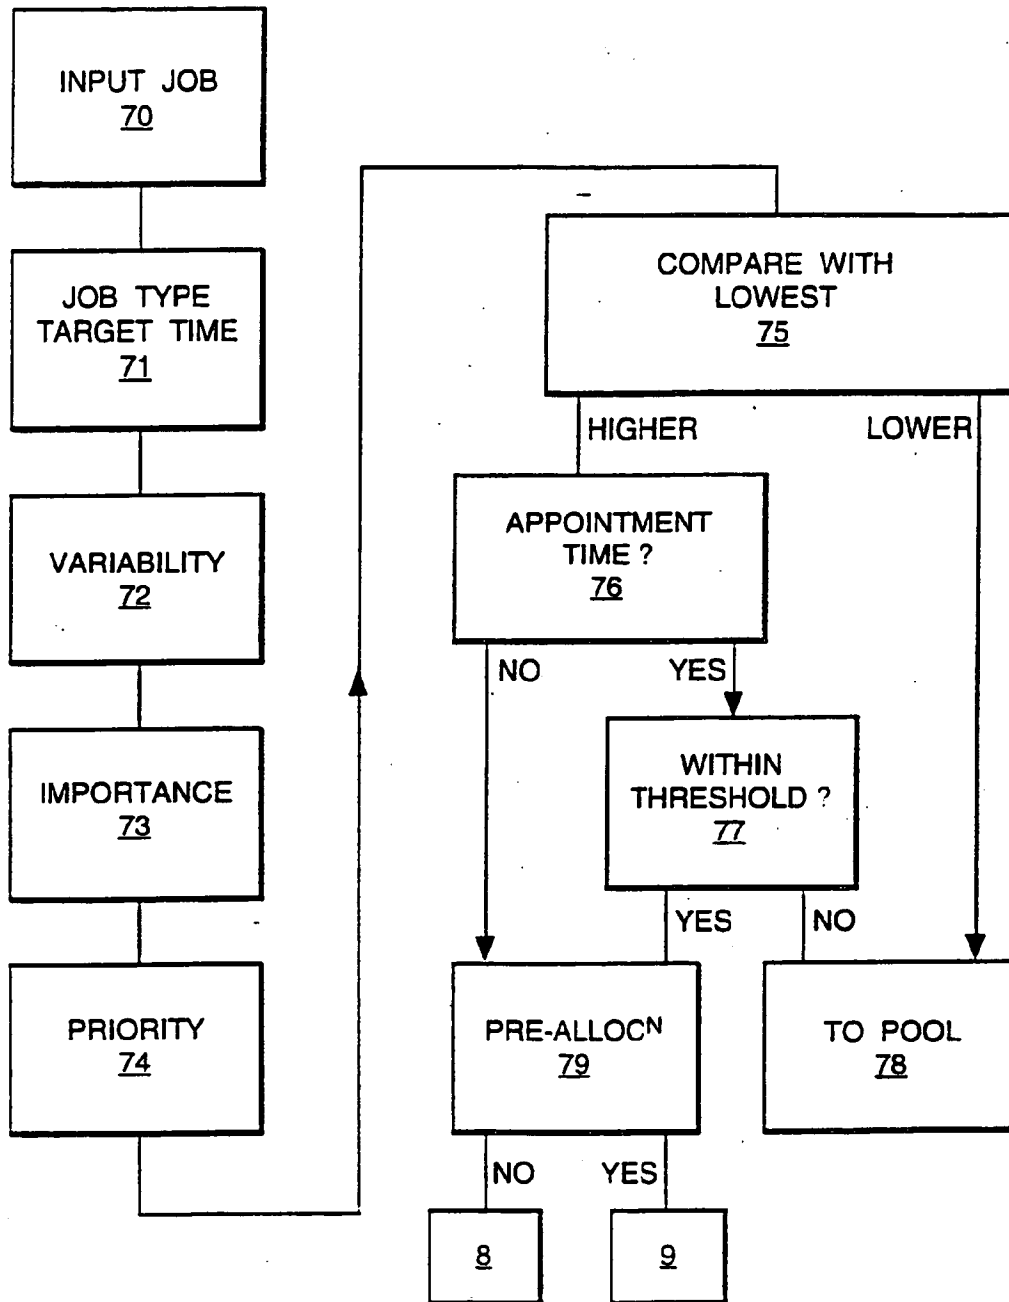 INPUT JOB
70
JOB TYPE
TARGET TIME
71
VARIABILITY
72
IMPORTANCE
73
PRIORITY
74
COMPARE WITH
LOWEST
75
HIGHER
LOWER
APPOINTMENT
TIME ?
76
NO
YES
WITHIN
THRESHOLD ?
77
YES
NO
PRE-ALLOCᴺ
79
TO POOL
78
NO
YES
8
9